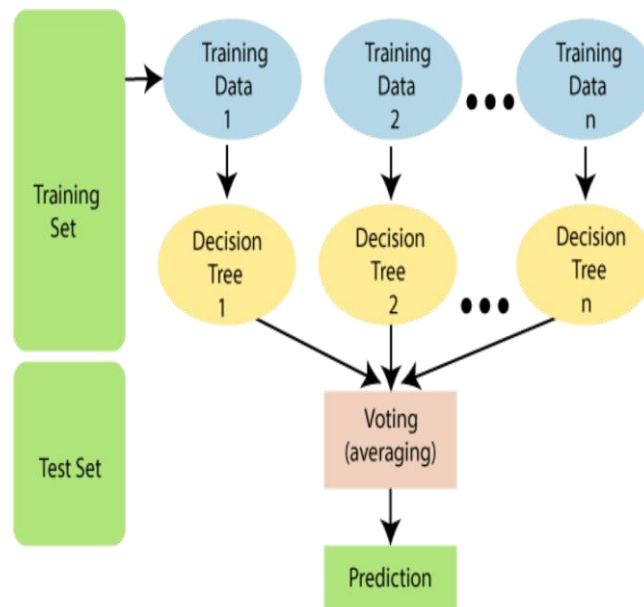 Training
Set
Test Set
Training
Data
1
Training
Data
2
Training
Data
n
Decision
Tree
1
Decision
Tree
2
Decision
Tree
n
Voting
(averaging)
Prediction